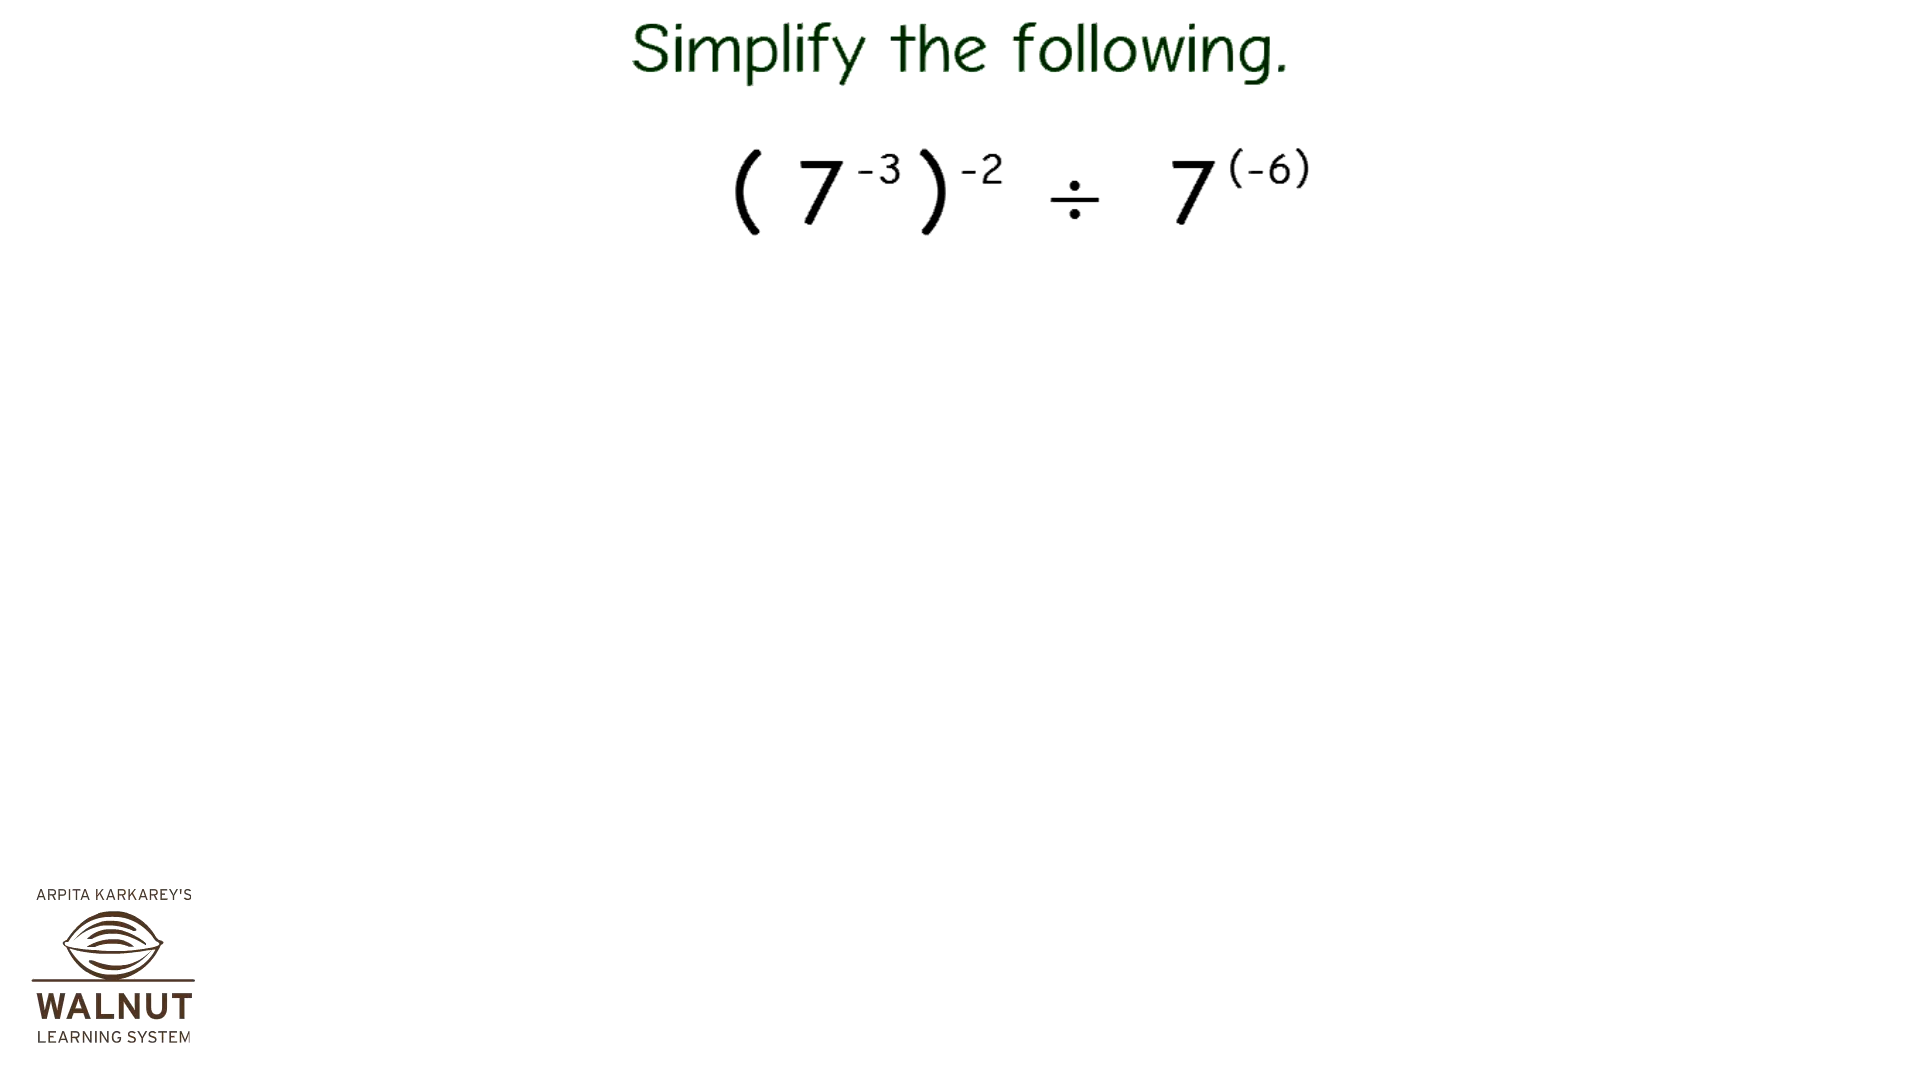 Simplify the following.
( 7⁻³ )⁻² ÷ 7⁽⁻⁶⁾
ARPITA KARKAREY'S
WALNUT
LEARNING SYSTEM